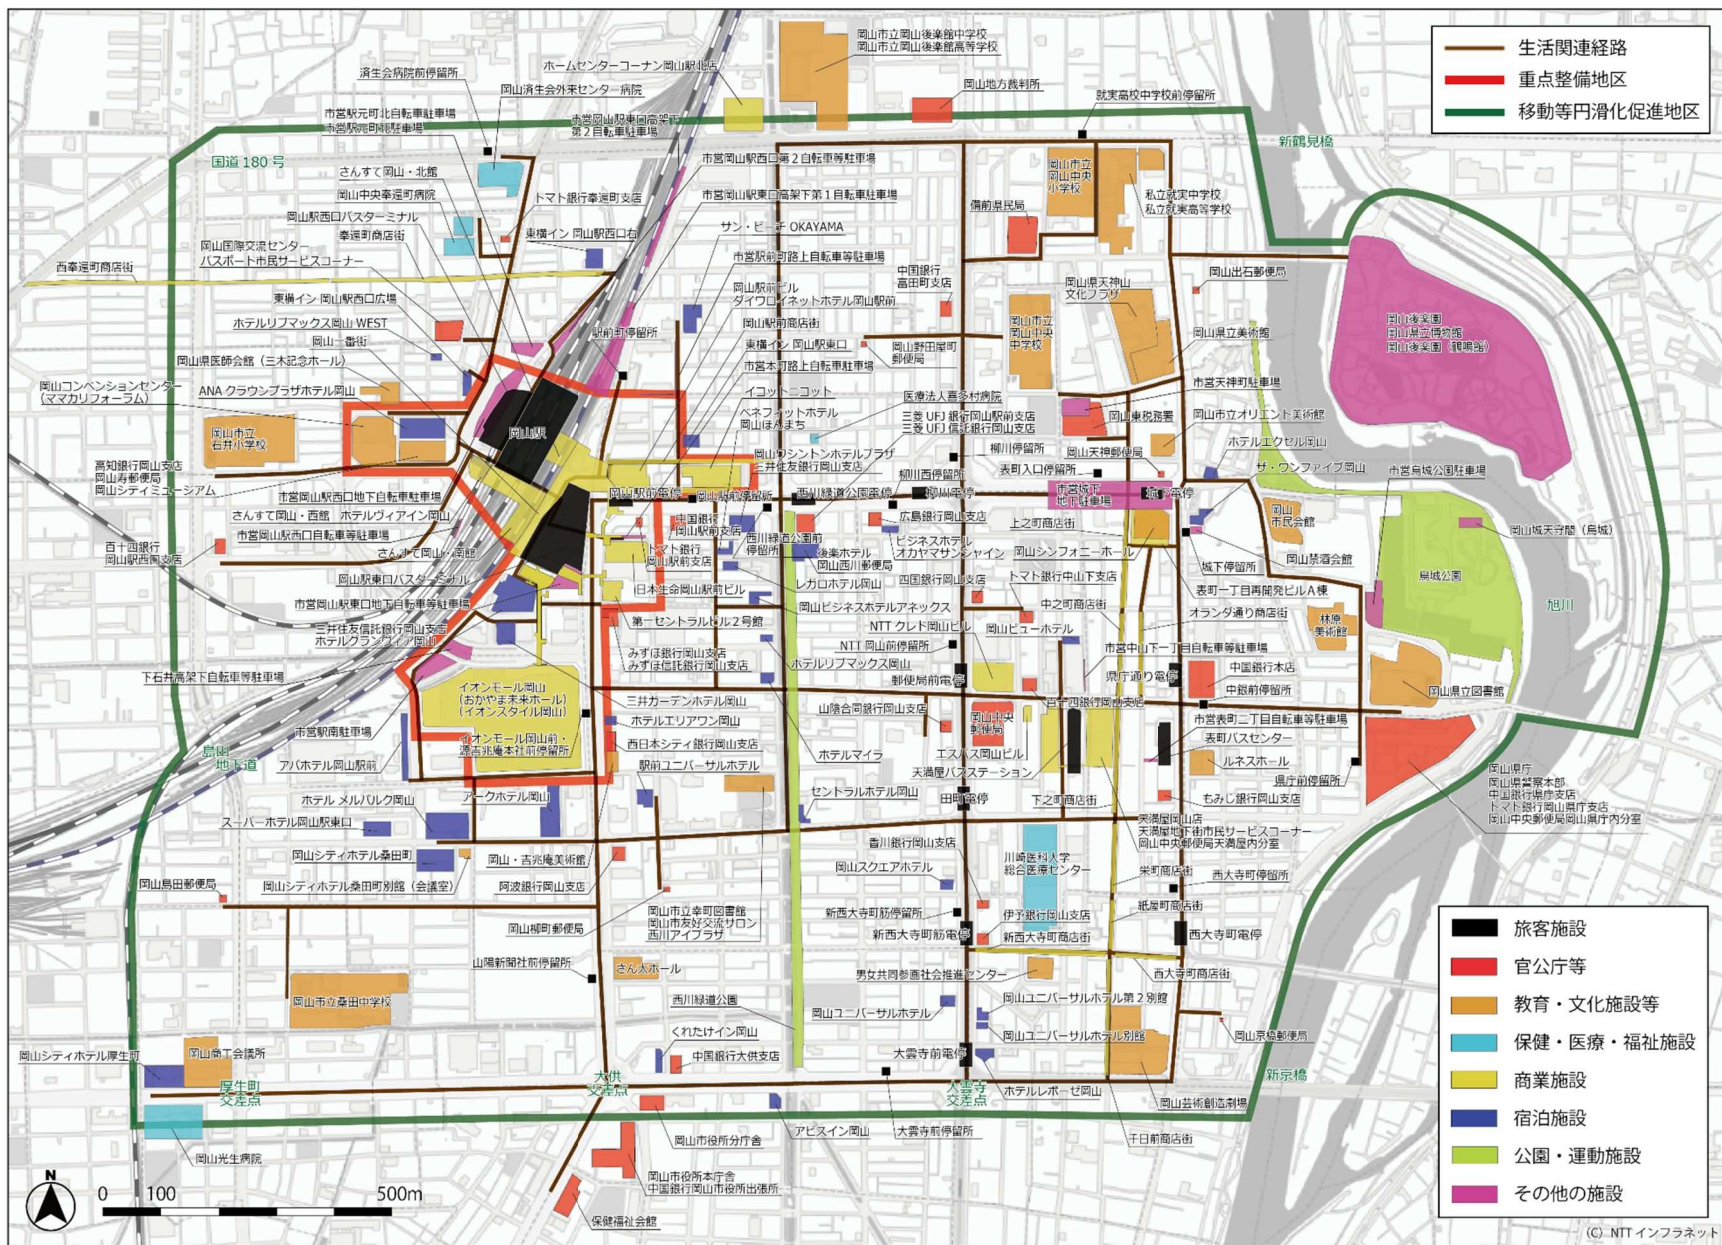 生活関連経路
重点整備地区
移動等円滑化促進地区
岡山市立岡山後楽館中学校
岡山市立岡山後楽館高等学校
ホームセンターコーナン岡山駅北店
済生会病院前停留所
岡山済生会外来センター病院
岡山地方裁判所
就実高校中学校前停留所
市営駅元町北自転車駐車場
市営駅元町北駐車場
市営岡山駅東口高架下
第2自転車駐車場
国道180号
新鶴見橋
市営岡山駅西口第2自転車等駐車場
さんすて岡山・北館
岡山中央奉還町病院
トマト銀行奉還町支店
市営岡山駅東口高架下第1自転車等駐車場
岡山市立
岡山中央
小学校
私立就実中学校
私立就実高等学校
備前県民局
岡山駅西口バスターミナル
奉還町商店街
東横イン 岡山駅西口右
サン・ピーチ OKAYAMA
岡山国際交流センター
パスポート市民サービスコーナー
西奉還町商店街
市営駅前町路上自転車等駐車場
中国銀行
富田町支店
岡山出石郵便局
岡山県天神山
文化プラザ
岡山駅前ビル
ダイワロイネットホテル岡山駅前
東横イン 岡山駅西口広場
ホテルリブマックス岡山 WEST
岡山一番街
駅前町停留所
岡山駅前商店街
東横イン 岡山駅東口
岡山野田屋町
郵便局
岡山市立
岡山中央
中学校
岡山県立美術館
岡山後楽園
岡山県立博物館
岡山後楽園（鶴鳴館）
岡山県医師会館（三木記念ホール）
市営本町路上自転車等駐車場
岡山コンベンションセンター
（ママカリフォーラム）
ANA クラウンプラザホテル岡山
イコットニコット
医療法人喜多村病院
市営天神町駐車場
ベネフィットホテル
岡山ほんまち
三菱 UFJ 銀行岡山駅前支店
三菱 UFJ 信託銀行岡山支店
岡山東税務署
岡山市立オリエント美術館
岡山市立
石井小学校
岡山駅
ホテルエクセル岡山
岡山ワシントンホテルプラザ
三井住友銀行岡山支店
柳川停留所
岡山天神郵便局
高知銀行岡山支店
岡山寿郵便局
岡山シティミュージアム
柳川西停留所
表町入口停留所
ザ・ワンファイブ岡山
市営烏城公園駐車場
市営岡山駅西口地下自転車駐車場
岡山駅前電停
岡山駅前停留所
西川緑道公園電停
柳川電停
市営城下
地下駐車場
城下電停
さんすて岡山・西館
ホテルヴィアイン岡山
市営岡山駅西口自転車等駐車場
中国銀行
岡山駅前支店
西川緑道公園前
停留所
広島銀行岡山支店
上之町商店街
岡山
市民会館
岡山城天守閣（烏城）
百十四銀行
岡山駅西国支店
さんすて岡山・南館
トマト銀行
岡山駅前支店
後楽ホテル
岡山西川郵便局
ビジネスホテル
オカヤマサンシャイン
岡山シンフォニーホール
岡山禁酒会館
城下停留所
岡山駅東口バスターミナル
日本生命岡山駅前ビル
レガロホテル岡山
四国銀行岡山支店
トマト銀行中山下支店
表町一丁目再開発ビルA棟
烏城公園
旭川
市営岡山駅東口地下自転車等駐車場
岡山ビジネスホテルアネックス
中之町商店街
オランダ通り商店街
第一セントラルビル2号館
NTT クレド岡山ビル
岡山ビューホテル
林原
美術館
三井住友信託銀行岡山支店
ホテルグランヴィア岡山
みずほ銀行岡山支店
みずほ信託銀行岡山支店
NTT 岡山前停留所
市営中山下一丁目自転車等駐車場
ホテルリブマックス岡山
下石井高架下自転車等駐車場
郵便局前電停
県庁通り電停
中国銀行本店
中銀前停留所
岡山県立図書館
イオンモール岡山
(おかやま未来ホール)
(イオンスタイル岡山)
三井ガーデンホテル岡山
山陰合同銀行岡山支店
岡山中央
郵便局
百十四銀行岡山支店
市営駅南駐車場
イオンモール岡山前・
源吉兆庵本社前停留所
ホテルエリアワン岡山
西日本シティ銀行岡山支店
市営表町二丁目自転車等駐車場
島田
地下道
アパホテル岡山駅前
ホテルマイラ
エスパス岡山ビル
表町バスセンター
ルネスホール
駅前ユニバーサルホテル
天満屋バスステーション
県庁前停留所
岡山県庁
岡山県警察本部
中国銀行県庁支店
トマト銀行岡山県庁支店
岡山中央郵便局岡山県庁内分室
ホテル メルパルク岡山
アークホテル岡山
セントラルホテル岡山
田町電停
下之町商店街
もみじ銀行岡山支店
スーパーホテル岡山駅東口
天満屋岡山店
天満屋地下街市民サービスコーナー
岡山中央郵便局天満屋内分室
岡山シティホテル桑田町
岡山・吉兆庵美術館
香川銀行岡山支店
岡山スクエアホテル
川崎医科大学
総合医療センター
岡山島田郵便局
岡山シティホテル桑田町別館（会議室）
阿波銀行岡山支店
栄町商店街
西大寺町停留所
岡山柳町郵便局
岡山市立幸町図書館
岡山市友好交流サロン
西川アイプラザ
新西大寺町筋停留所
伊予銀行岡山支店
紙屋町商店街
新西大寺町筋電停
新西大寺町商店街
西大寺町電停
山陽新聞社前停留所
さん太ホール
男女共同参画社会推進センター
西大寺町商店街
岡山市立桑田中学校
西川緑道公園
岡山ユニバーサルホテル
岡山ユニバーサルホテル第2別館
岡山ユニバーサルホテル別館
岡山京橋郵便局
くれたけイン岡山
岡山シティホテル厚生町
岡山商工会議所
中国銀行大供支店
大雲寺前電停
新京橋
厚生町
交差点
大供
交差点
大雲寺
交差点
ホテルレポーゼ岡山
岡山芸術創造劇場
岡山市役所分庁舎
アビスイン岡山
大雲寺前停留所
千日前商店街
岡山光生病院
岡山市役所本庁舎
中国銀行岡山市役所出張所
保健福祉会館
旅客施設
官公庁等
教育・文化施設等
保健・医療・福祉施設
商業施設
宿泊施設
公園・運動施設
その他の施設
N
0 100 500m
(C) NTT インフラネット